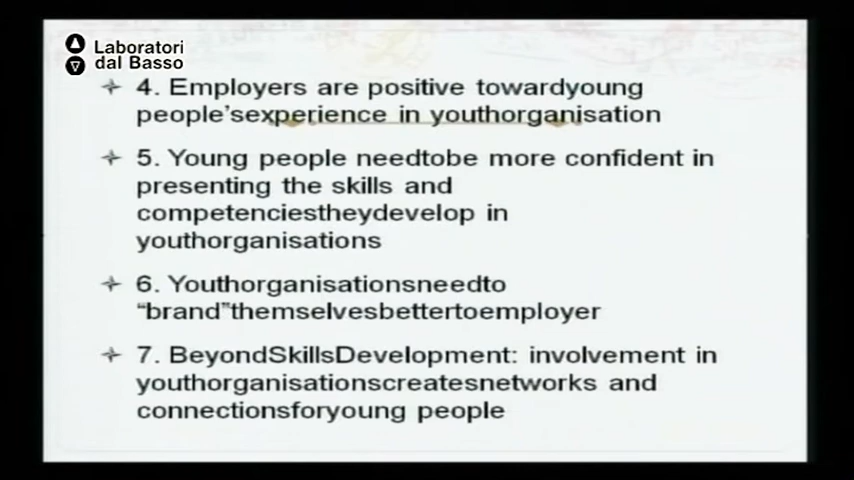 Laboratori
dal Basso
4. Employers are positive towardyoung
people'sexperience in youthorganisation
5. Young people needtobe more confident in
presenting the skills and
competenciestheydevelop in
youthorganisations
6. Youthorganisationsneedto
“brand”themselvesbettertoemployer
7. BeyondSkillsDevelopment: involvement in
youthorganisationscreatesnetworks and
connectionsforyoung people